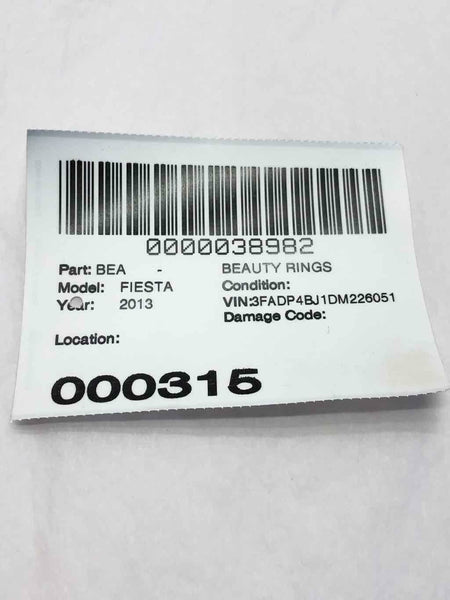 0000038982
Part: BEA - BEAUTY RINGS
Model: FIESTA Condition:
Year: 2013 VIN:3FADP4BJ1DM226051
Damage Code:
Location:
000315